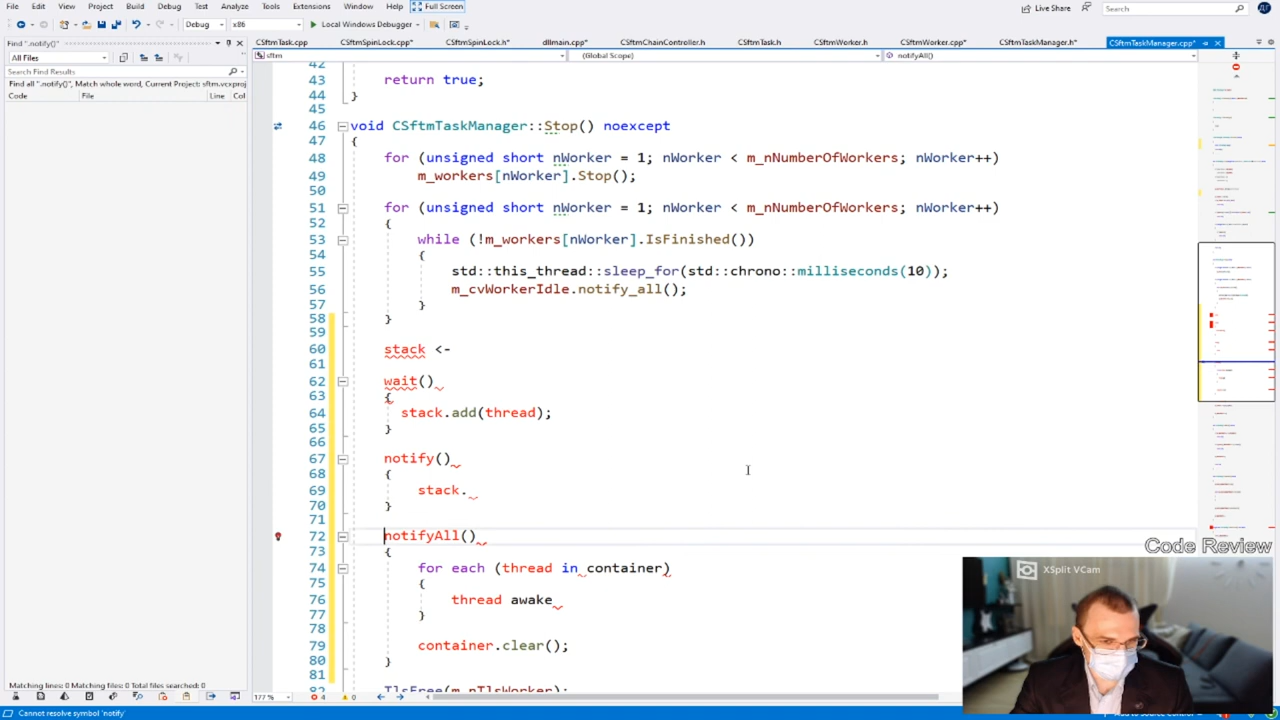 File Edit View Project Build Debug Test Analyze Tools Extensions Window Help Full Screen Live Share Search
Debug x86 Local Windows Debugger
Find ".notify()"
CSftmTask.cpp CSftmSpinLock.cpp* CSftmSpinLock.h* dllmain.cpp* CSftmChainController.h CSftmTask.h CSftmWorker.h CSftmWorker.cpp* CSftmTaskManager.h* CSftmTaskManager.cpp*
All Files
sftm (Global Scope) notifyAll()
Search Find Results
Find all ".notify()", Match whole word, Current Project: sftm.vcxproj
Code File Line Col
42
43 return true;
44 }
45
46 void CSftmTaskManager::Stop() noexcept
47 {
48 for (unsigned short nWorker = 1; nWorker < m_nNumberOfWorkers; nWorker++)
49 m_workers[nWorker].Stop();
50
51 for (unsigned short nWorker = 1; nWorker < m_nNumberOfWorkers; nWorker++)
52 {
53 while (!m_workers[nWorker].IsFinished())
54 {
55 std::this_thread::sleep_for(std::chrono::milliseconds(10));
56 m_cvWorkerIdle.notify_all();
57 }
58 }
59
60 stack <-
61
62 wait()
63 {
64 stack.add(thread);
65 }
66
67 notify()
68 {
69 stack.
70 }
71
72 notifyAll()
73 {
74 for each (thread in container)
75 {
76 thread awake
77 }
78
79 container.clear();
80 }
81
82 TlsFree(m_nTlsWorker);
Code Review
XSplit VCam
Matching lines: 0 Matching files: 0 Total files searched: 0
177 % 4 0
Cannot resolve symbol 'notify'